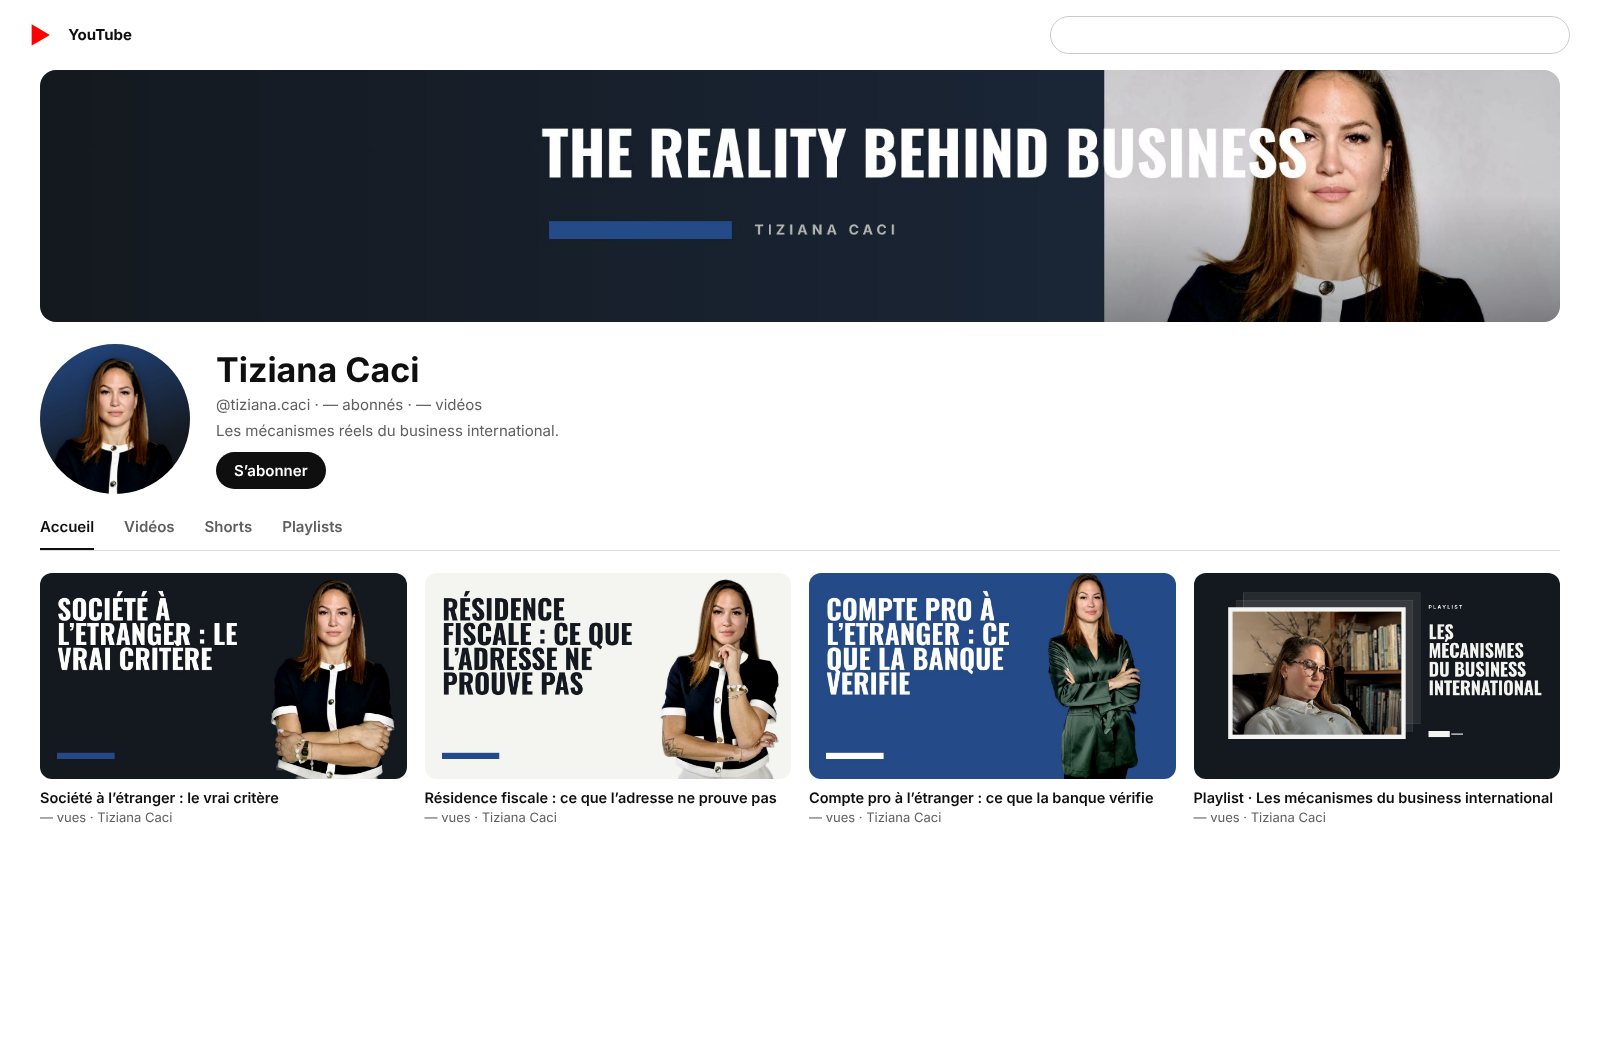 YouTube
THE REALITY BEHIND BUSINESS
TIZIANA CACI
Tiziana Caci
@tiziana.caci · — abonnés · — vidéos
Les mécanismes réels du business international.
S’abonner
Accueil Vidéos Shorts Playlists
SOCIÉTÉ À
L’ÉTRANGER : LE
VRAI CRITÈRE
Société à l’étranger : le vrai critère
— vues · Tiziana Caci
RÉSIDENCE
FISCALE : CE QUE
L’ADRESSE NE
PROUVE PAS
Résidence fiscale : ce que l’adresse ne prouve pas
— vues · Tiziana Caci
COMPTE PRO À
L’ÉTRANGER : CE
QUE LA BANQUE
VÉRIFIE
Compte pro à l’étranger : ce que la banque vérifie
— vues · Tiziana Caci
PLAYLIST
LES
MÉCANISMES
DU BUSINESS
INTERNATIONAL
Playlist · Les mécanismes du business international
— vues · Tiziana Caci